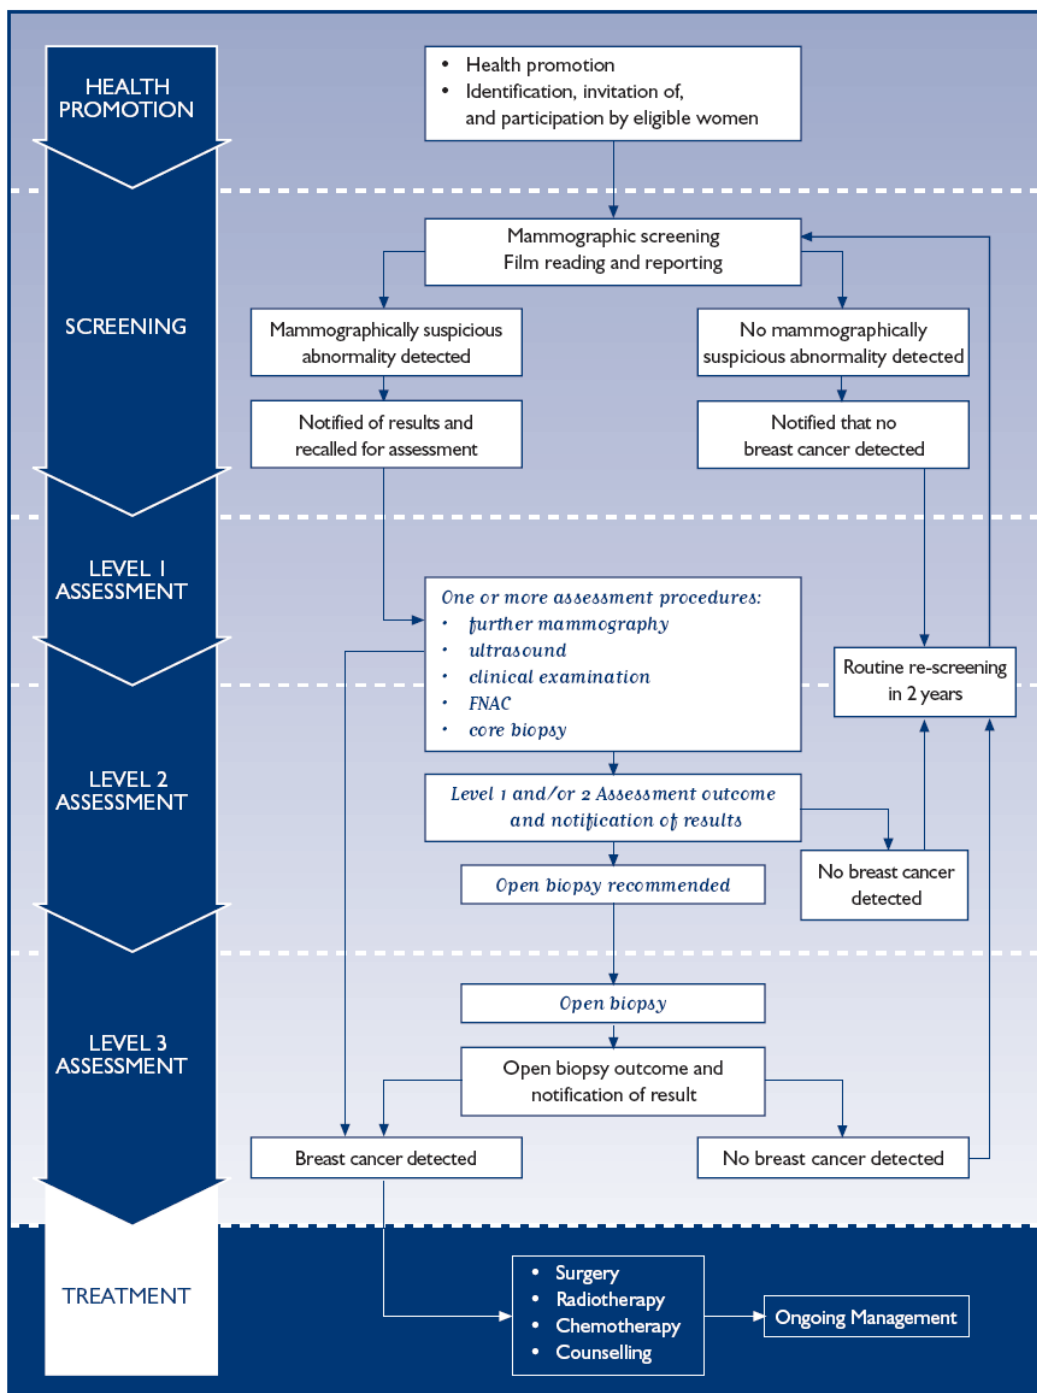 HEALTH
PROMOTION
• Health promotion
• Identification, invitation of,
and participation by eligible women
SCREENING
Mammographic screening
Film reading and reporting
Mammographically suspicious
abnormality detected
No mammographically
suspicious abnormality detected
Notified of results and
recalled for assessment
Notified that no
breast cancer detected
LEVEL 1
ASSESSMENT
One or more assessment procedures:
• further mammography
• ultrasound
• clinical examination
• FNAC
• core biopsy
Routine re-screening
in 2 years
LEVEL 2
ASSESSMENT
Level 1 and/or 2 Assessment outcome
and notification of results
No breast cancer
detected
Open biopsy recommended
LEVEL 3
ASSESSMENT
Open biopsy
Open biopsy outcome and
notification of result
Breast cancer detected
No breast cancer detected
TREATMENT
• Surgery
• Radiotherapy
• Chemotherapy
• Counselling
Ongoing Management